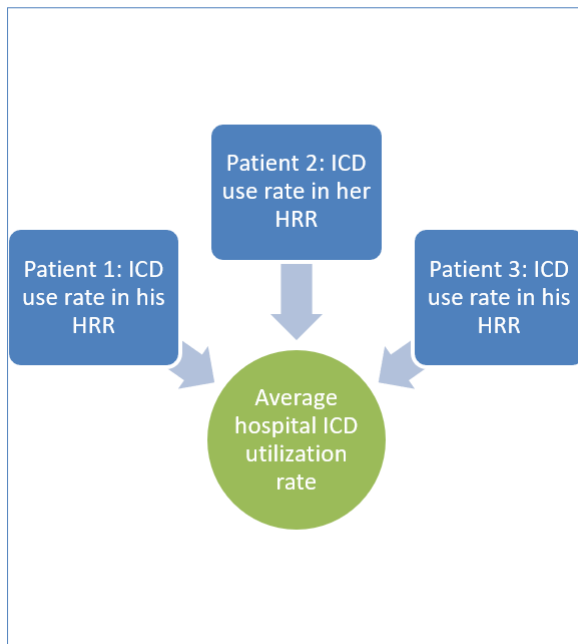 Patient 2: ICD
use rate in her
HRR
Patient 1: ICD
use rate in his
HRR
Patient 3: ICD
use rate in his
HRR
Average
hospital ICD
utilization
rate